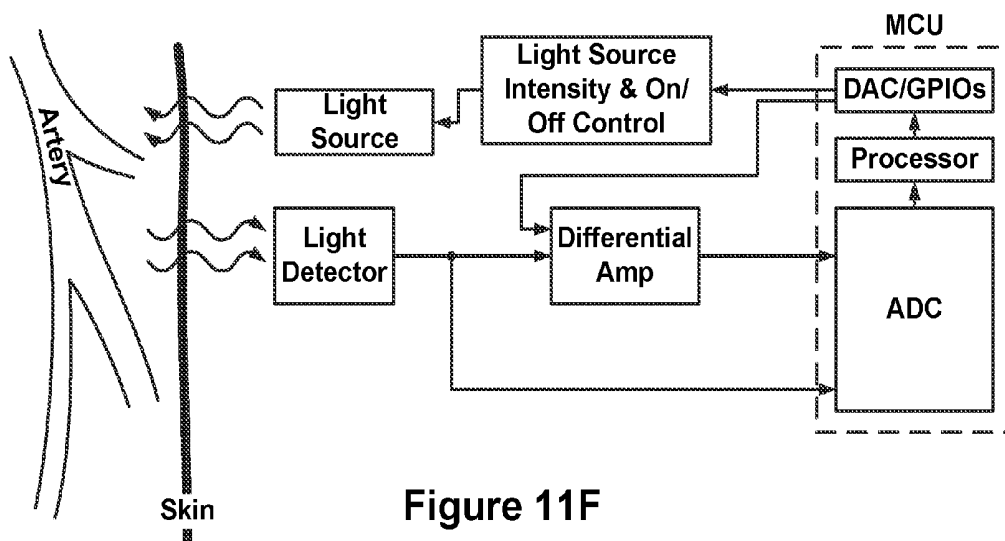 MCU
Light Source
Intensity & On/
Off Control
DAC/GPIOs
Light
Source
Artery
Processor
Light
Detector
Differential
Amp
ADC
Skin
Figure 11F